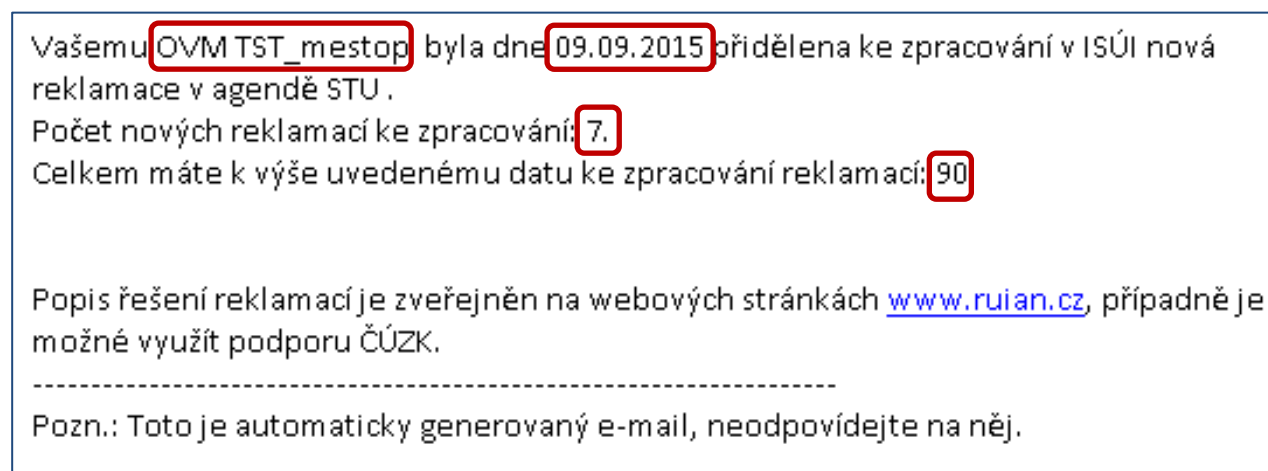 Vašemu OVM TST_mestop byla dne 09.09.2015 přidělena ke zpracování v ISÚI nová
reklamace v agendě STU .
Počet nových reklamací ke zpracování: 7.
Celkem máte k výše uvedenému datu ke zpracování reklamací: 90
Popis řešení reklamací je zveřejněn na webových stránkách www.ruian.cz, případně je
možné využít podporu ČÚZK.
----------------------------------------------------------------------
Pozn.: Toto je automaticky generovaný e-mail, neodpovídejte na něj.